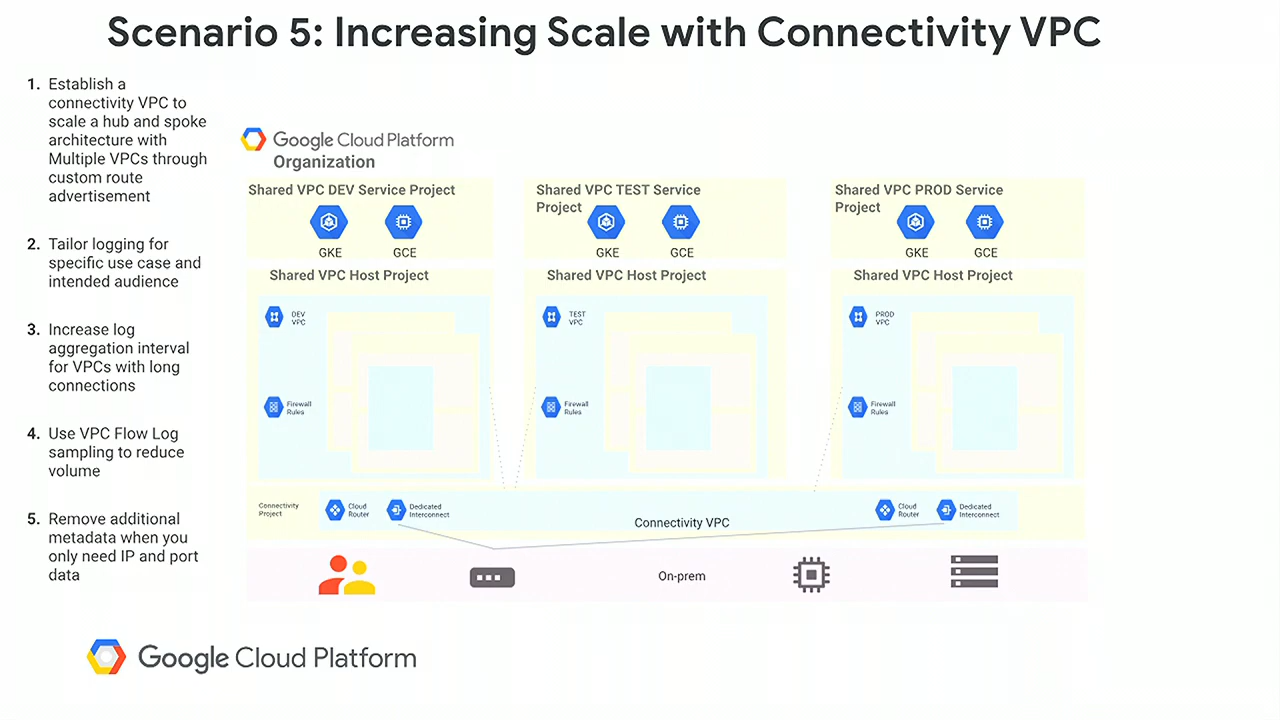 Scenario 5: Increasing Scale with Connectivity VPC
1. Establish a
connectivity VPC to
scale a hub and spoke
architecture with
Multiple VPCs through
custom route
advertisement
2. Tailor logging for
specific use case and
intended audience
3. Increase log
aggregation interval
for VPCs with long
connections
4. Use VPC Flow Log
sampling to reduce
volume
5. Remove additional
metadata when you
only need IP and port
data
Google Cloud Platform
Organization
Shared VPC DEV Service Project
GKE
GCE
Shared VPC TEST Service
Project
GKE
GCE
Shared VPC PROD Service
Project
GKE
GCE
Shared VPC Host Project
DEV
VPC
Firewall
Rules
Shared VPC Host Project
TEST
VPC
Firewall
Rules
Shared VPC Host Project
PROD
VPC
Firewall
Rules
Connectivity
Project
Cloud
Router
Dedicated
Interconnect
Connectivity VPC
Cloud
Router
Dedicated
Interconnect
On-prem
Google Cloud Platform